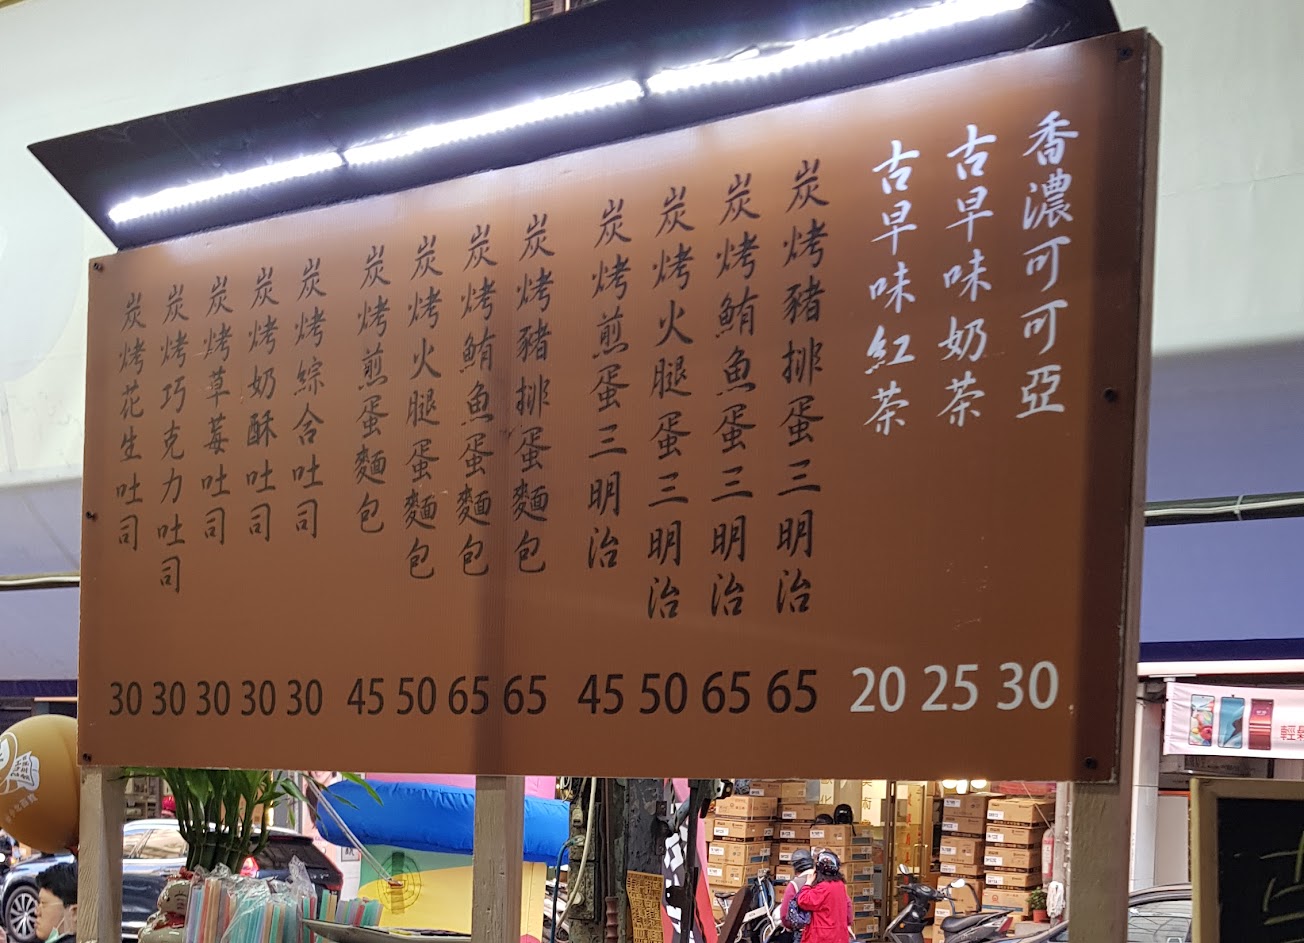 香濃可可亞 30
古早味奶茶 25
古早味紅茶 20
炭烤豬排蛋三明治 65
炭烤鮪魚蛋三明治 65
炭烤火腿蛋三明治 50
炭烤煎蛋三明治 45
炭烤豬排蛋麵包 65
炭烤鮪魚蛋麵包 65
炭烤火腿蛋麵包 50
炭烤煎蛋麵包 45
炭烤綜合吐司 30
炭烤奶酥吐司 30
炭烤草莓吐司 30
炭烤巧克力吐司 30
炭烤花生吐司 30